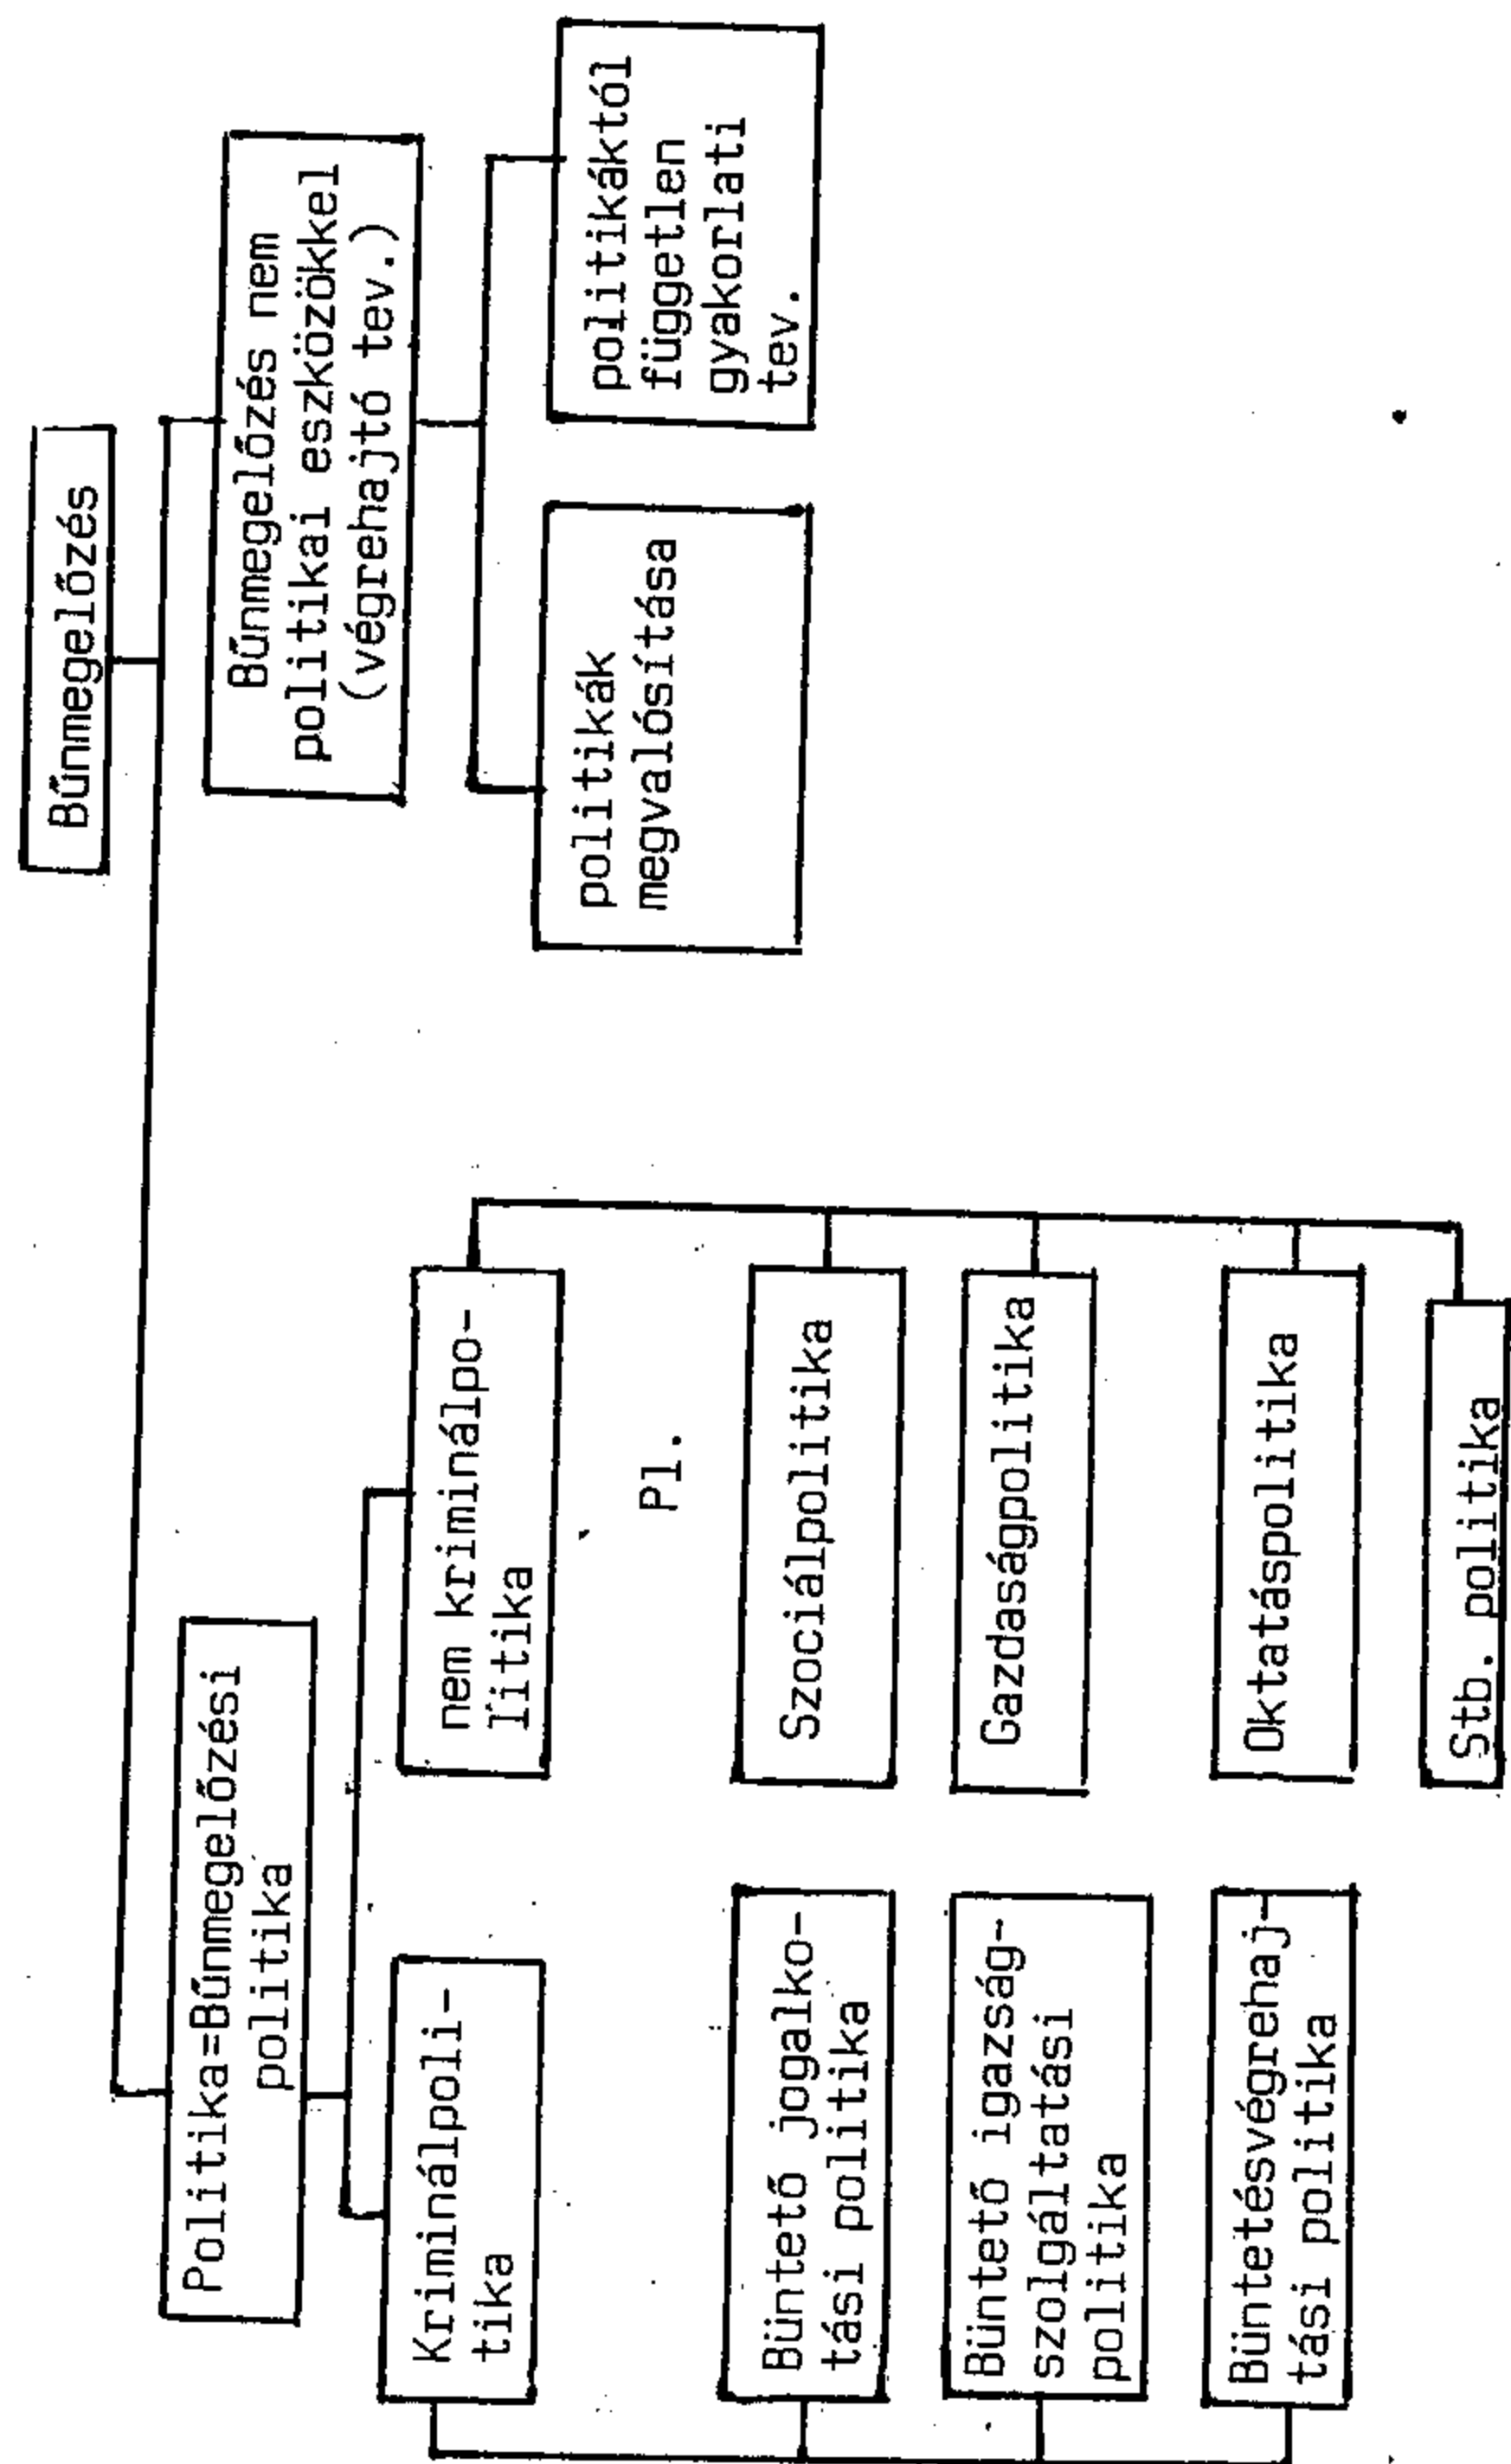 Bűnmegelőzés
Politika=Bűnmegelőzési
politika
Bűnmegelőzés nem
politikai eszközökkel
(végrehajtó tev.)
Kriminálpoli-
tika
nem kriminálpo-
litika
politikák
megvalósítása
politikáktól
független
gyakorlati
tev.
Pl.
Büntető jogalko-
tási politika
Szociálpolitika
Büntető igazság-
szolgáltatási
politika
Gazdaságpolitika
Büntetésvégrehaj-
tási politika
Oktatáspolitika
Stb. politika